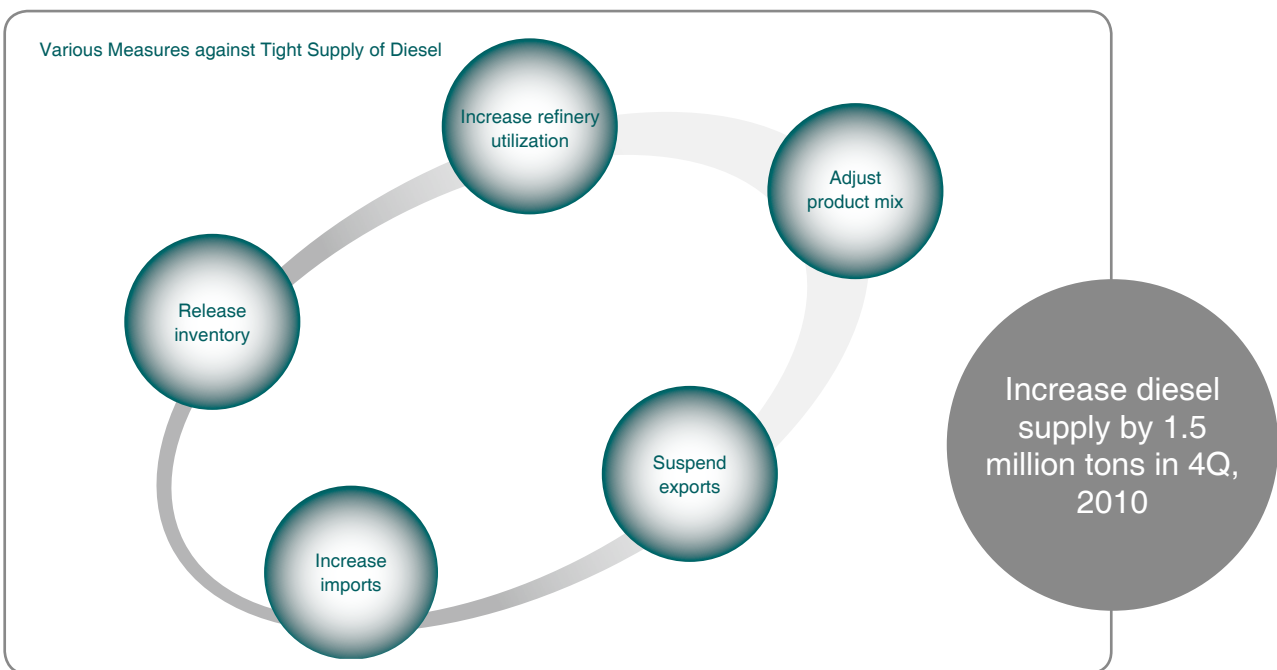 Various Measures against Tight Supply of Diesel
Increase refinery
utilization
Adjust
product mix
Release
inventory
Suspend
exports
Increase
imports
Increase diesel
supply by 1.5
million tons in 4Q,
2010